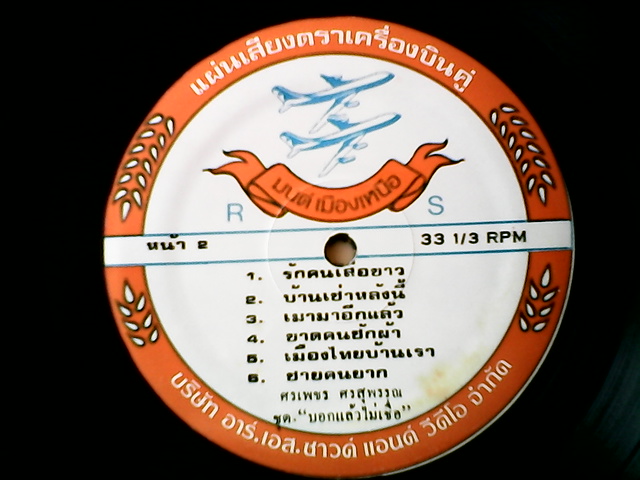 แผ่นเสียงตราเครื่องบินคู่
มนต์เมืองเหนือ
R S
หน้า 2 33 1/3 RPM
1. รักคนเสื้อขาว
2. บ้านเช่าหลังนี้
3. เมามาอีกแล้ว
4. ขาดคนซักผ้า
5. เมืองไทยบ้านเรา
6. ชายคนยาก
ศรเพชร ศรสุพรรณ
ชุด."บอกแล้วไม่เชื่อ"
บริษัท อาร์.เอส.ซาวด์ แอนด์ วีดีโอ จำกัด